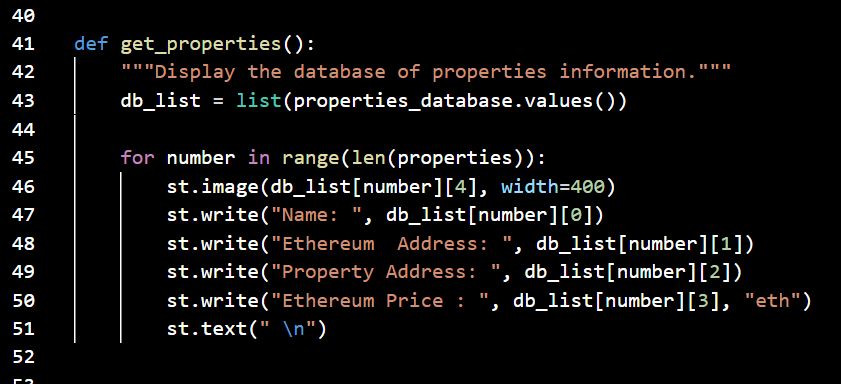 40
41 def get_properties():
42 """Display the database of properties information."""
43 db_list = list(properties_database.values())
44
45 for number in range(len(properties)):
46 st.image(db_list[number][4], width=400)
47 st.write("Name: ", db_list[number][0])
48 st.write("Ethereum  Address: ", db_list[number][1])
49 st.write("Property Address: ", db_list[number][2])
50 st.write("Ethereum Price : ", db_list[number][3], "eth")
51 st.text(" \n")
52